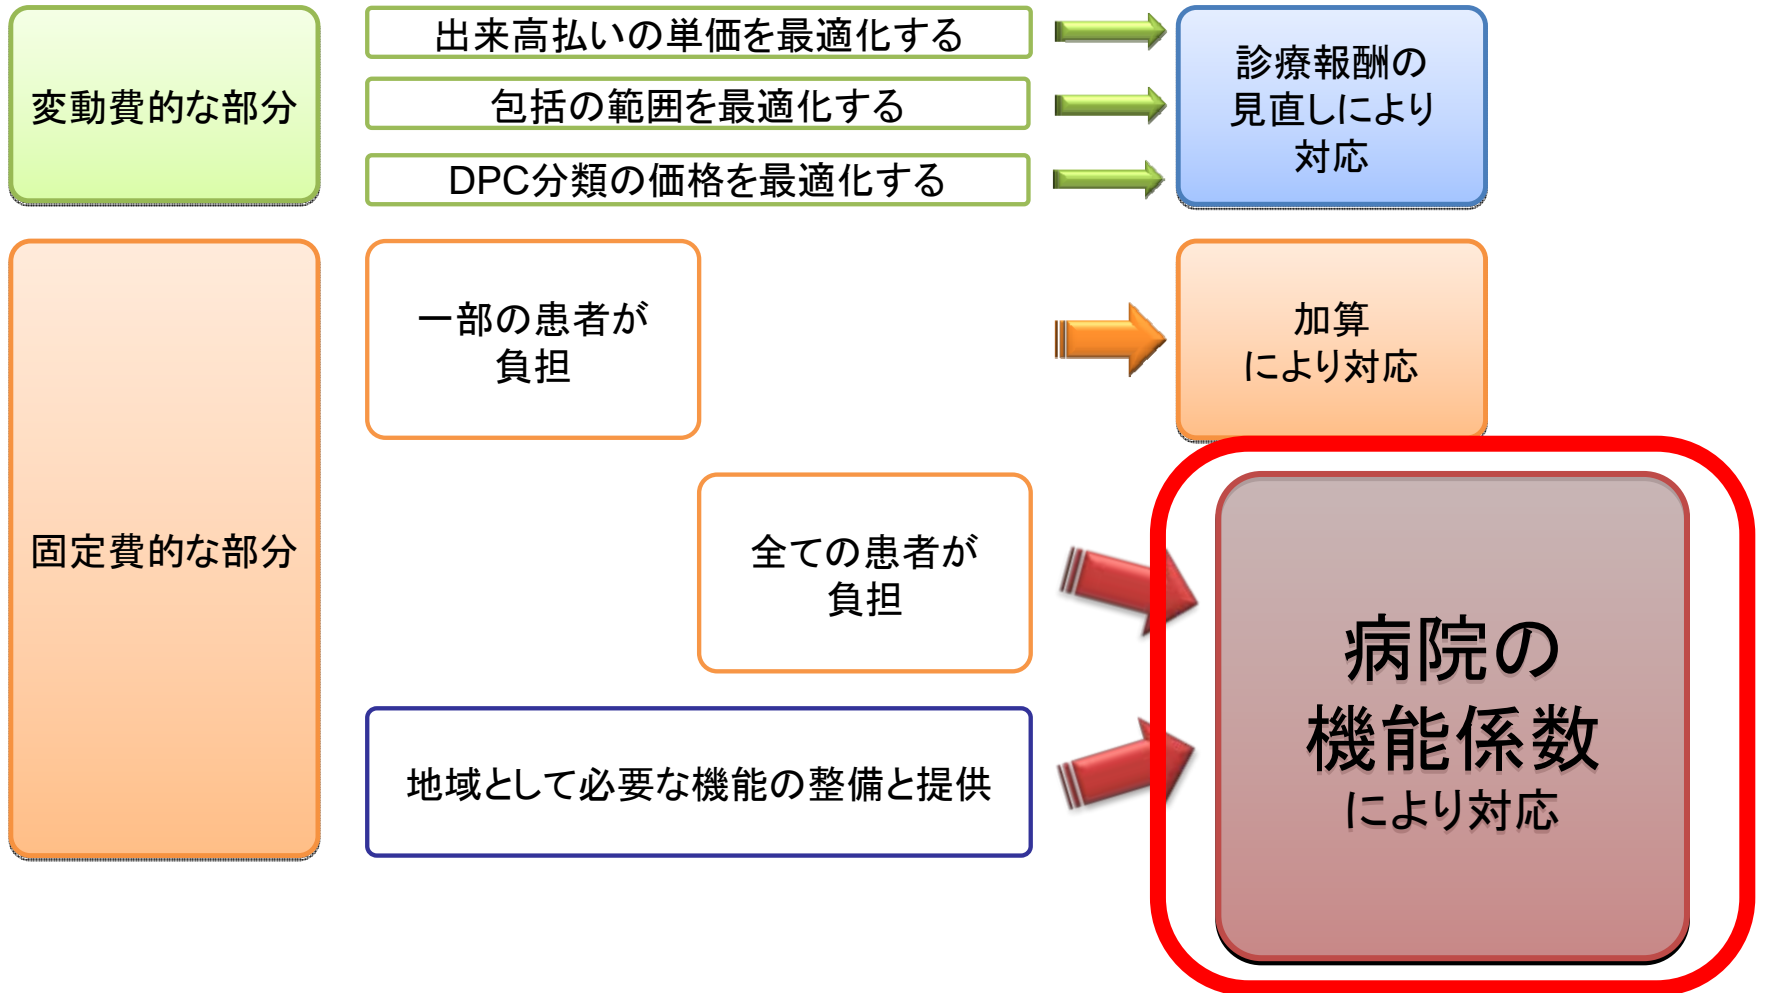 変動費的な部分
出来高払いの単価を最適化する
包括の範囲を最適化する
DPC分類の価格を最適化する
診療報酬の
見直しにより
対応
固定費的な部分
一部の患者が
負担
加算
により対応
全ての患者が
負担
地域として必要な機能の整備と提供
病院の
機能係数
により対応